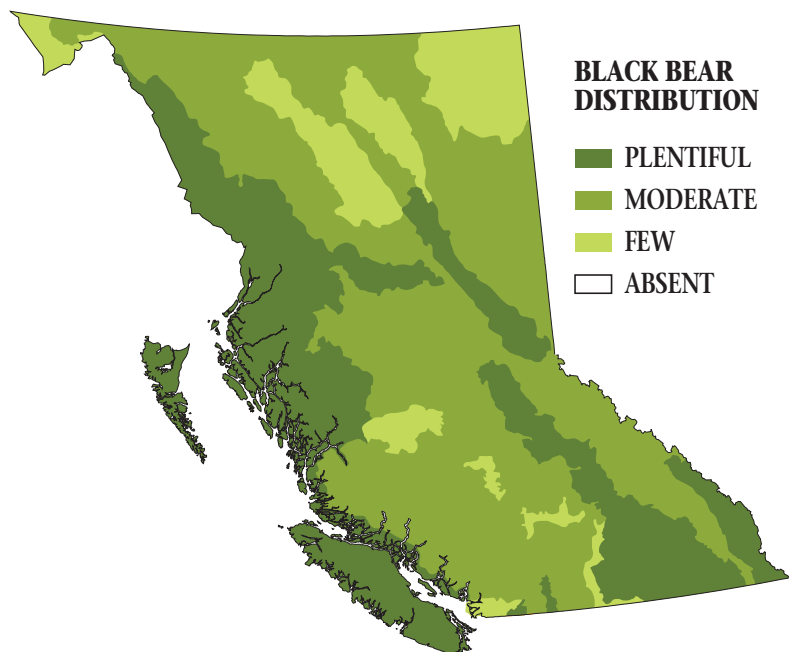 BLACK BEAR
DISTRIBUTION
PLENTIFUL
MODERATE
FEW
ABSENT